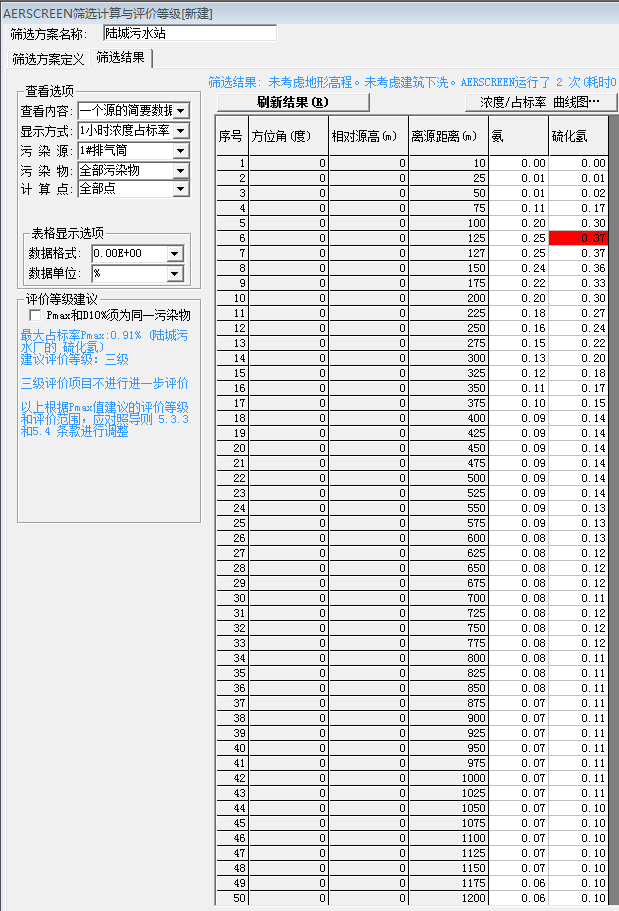 AERSCREEN筛选计算与评价等级[新建]
筛选方案名称: 陆城污水站
筛选方案定义 筛选结果
筛选结果: 未考虑地形高程。未考虑建筑下洗。AERSCREEN运行了 2 次(耗时0
刷新结果(R) 浓度/占标率 曲线图…
查看选项
查看内容: 一个源的简要数据
显示方式: 1小时浓度占标率
污 染 源: 1#排气筒
污 染 物: 全部污染物
计 算 点: 全部点
表格显示选项
数据格式: 0.00E+00
数据单位: %
评价等级建议
Pmax和D10%须为同一污染物
最大占标率Pmax:0.91% (陆城污
水厂的 硫化氢)
建议评价等级: 三级
三级评价项目不进行进一步评价
以上根据Pmax值建议的评价等级
和评价范围,应对照导则 5.3.3
和5.4 条款进行调整
序号 方位角(度) 相对源高(m) 离源距离(m) 氨 硫化氢
1 0 0 10 0.00 0.00
2 0 0 25 0.01 0.01
3 0 0 50 0.01 0.02
4 0 0 75 0.11 0.17
5 0 0 100 0.20 0.30
6 0 0 125 0.25 0.37
7 0 0 127 0.25 0.37
8 0 0 150 0.24 0.36
9 0 0 175 0.22 0.33
10 0 0 200 0.20 0.30
11 0 0 225 0.18 0.27
12 0 0 250 0.16 0.24
13 0 0 275 0.15 0.22
14 0 0 300 0.13 0.20
15 0 0 325 0.12 0.18
16 0 0 350 0.11 0.17
17 0 0 375 0.10 0.15
18 0 0 400 0.09 0.14
19 0 0 425 0.09 0.14
20 0 0 450 0.09 0.14
21 0 0 475 0.09 0.14
22 0 0 500 0.09 0.14
23 0 0 525 0.09 0.14
24 0 0 550 0.09 0.13
25 0 0 575 0.09 0.13
26 0 0 600 0.08 0.13
27 0 0 625 0.08 0.12
28 0 0 650 0.08 0.12
29 0 0 675 0.08 0.12
30 0 0 700 0.08 0.11
31 0 0 725 0.08 0.12
32 0 0 750 0.08 0.12
33 0 0 775 0.08 0.12
34 0 0 800 0.08 0.11
35 0 0 825 0.08 0.11
36 0 0 850 0.08 0.11
37 0 0 875 0.07 0.11
38 0 0 900 0.07 0.11
39 0 0 925 0.07 0.11
40 0 0 950 0.07 0.11
41 0 0 975 0.07 0.11
42 0 0 1000 0.07 0.11
43 0 0 1025 0.07 0.11
44 0 0 1050 0.07 0.10
45 0 0 1075 0.07 0.10
46 0 0 1100 0.07 0.10
47 0 0 1125 0.07 0.10
48 0 0 1150 0.07 0.10
49 0 0 1175 0.06 0.10
50 0 0 1200 0.06 0.10